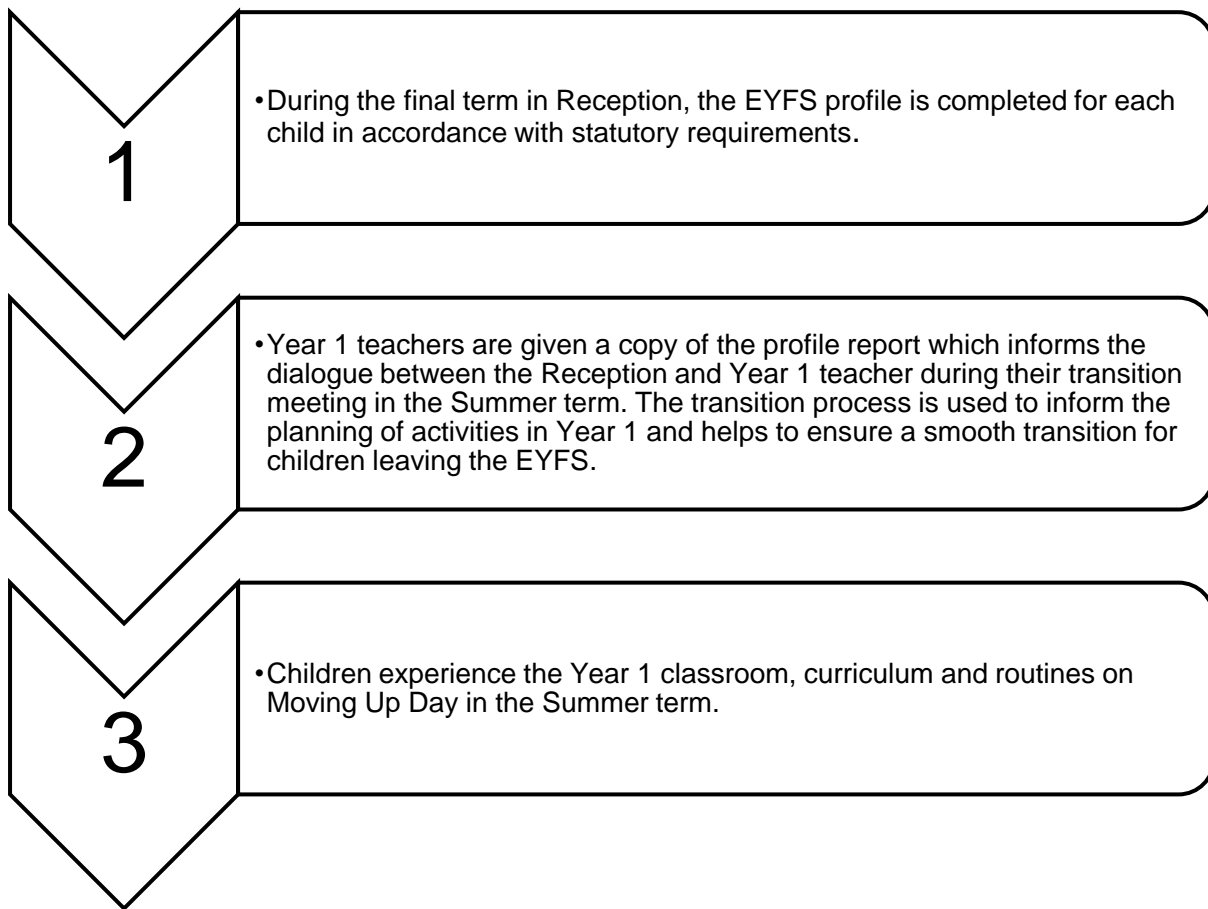 1
•During the final term in Reception, the EYFS profile is completed for each
child in accordance with statutory requirements.
2
•Year 1 teachers are given a copy of the profile report which informs the
dialogue between the Reception and Year 1 teacher during their transition
meeting in the Summer term. The transition process is used to inform the
planning of activities in Year 1 and helps to ensure a smooth transition for
children leaving the EYFS.
3
•Children experience the Year 1 classroom, curriculum and routines on
Moving Up Day in the Summer term.